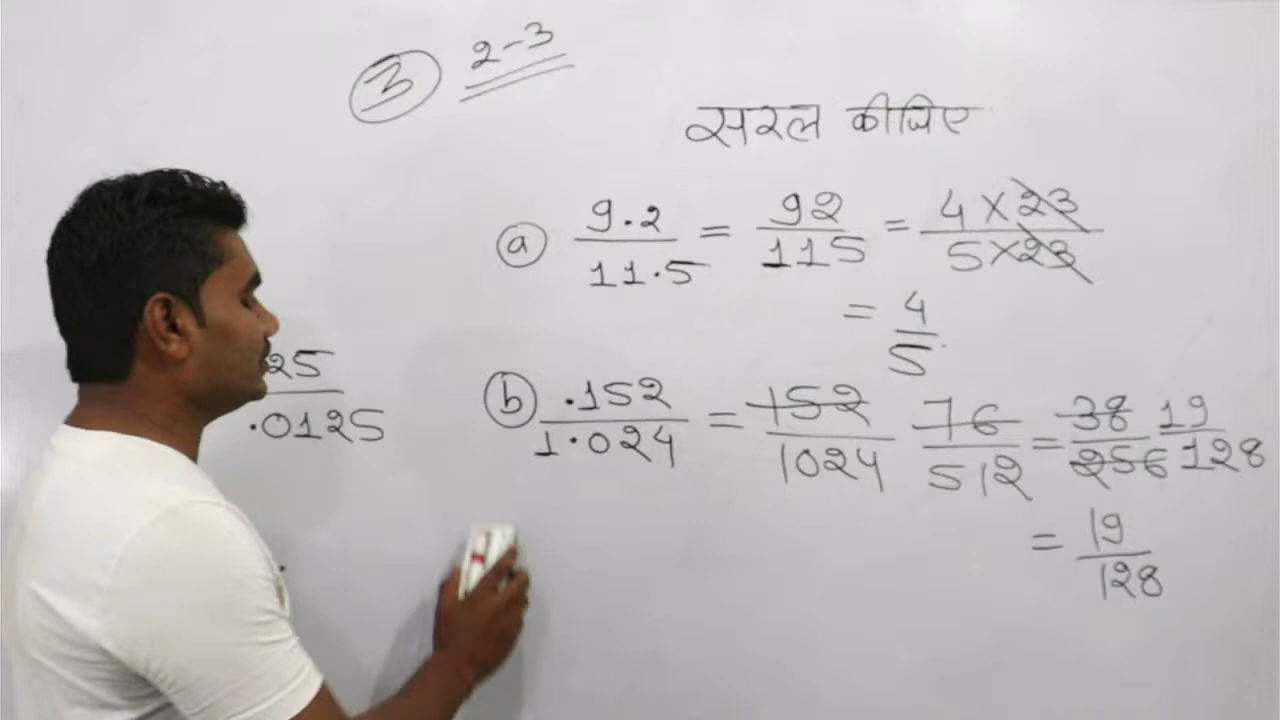 ③ 2-3
सरल कीजिए
ⓐ 9.2/11.5 = 92/115 = 4×23/5×23
= 4/5
ⓑ .152/1.024 = 152/1024 76/512 = 38/256 19/128
= 19/128
25/.0125